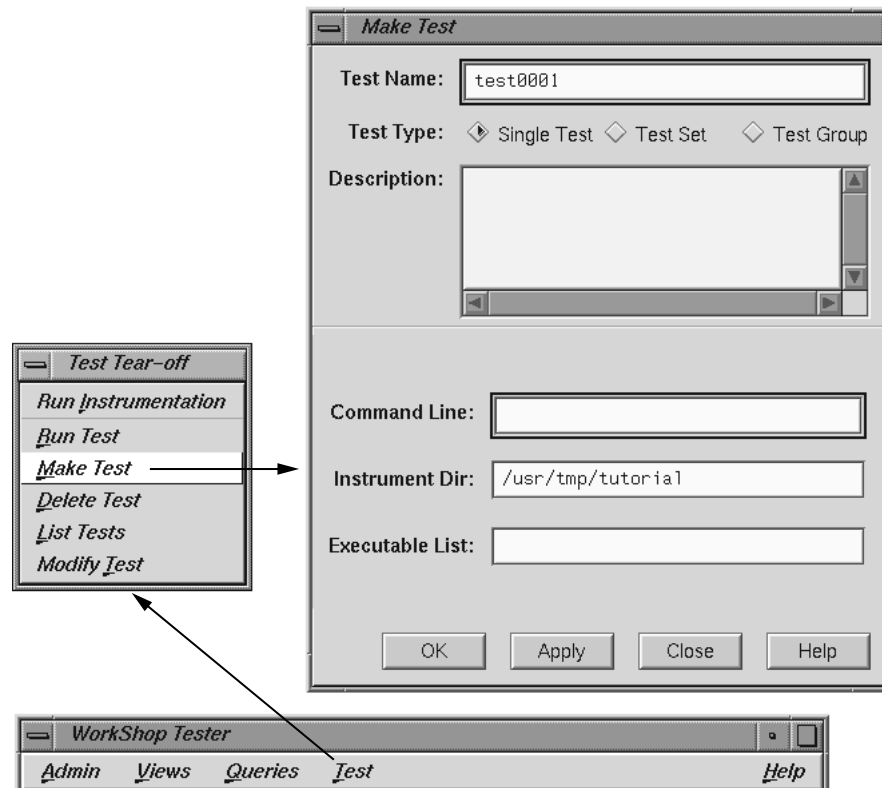 Make Test
Test Name: test0001
Test Type: Single Test Test Set Test Group
Description:
Command Line:
Instrument Dir: /usr/tmp/tutorial
Executable List:
OK Apply Close Help
Test Tear-off
Run Instrumentation
Run Test
Make Test
Delete Test
List Tests
Modify Test
WorkShop Tester
Admin Views Queries Test Help